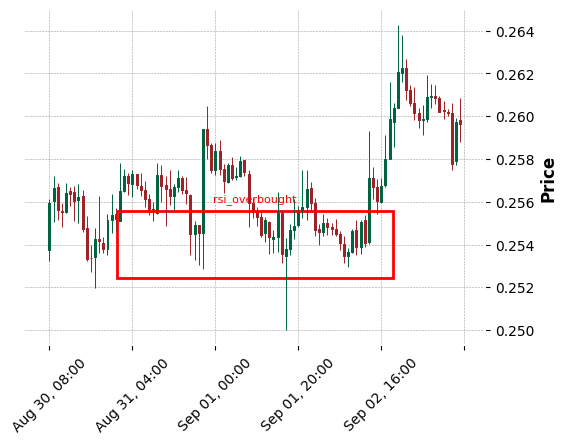 0.264
0.262
0.260
0.258
0.256
0.254
0.252
0.250
Price
rsi_overbought
Aug 30, 08:00
Aug 31, 04:00
Sep 01, 00:00
Sep 01, 20:00
Sep 02, 16:00